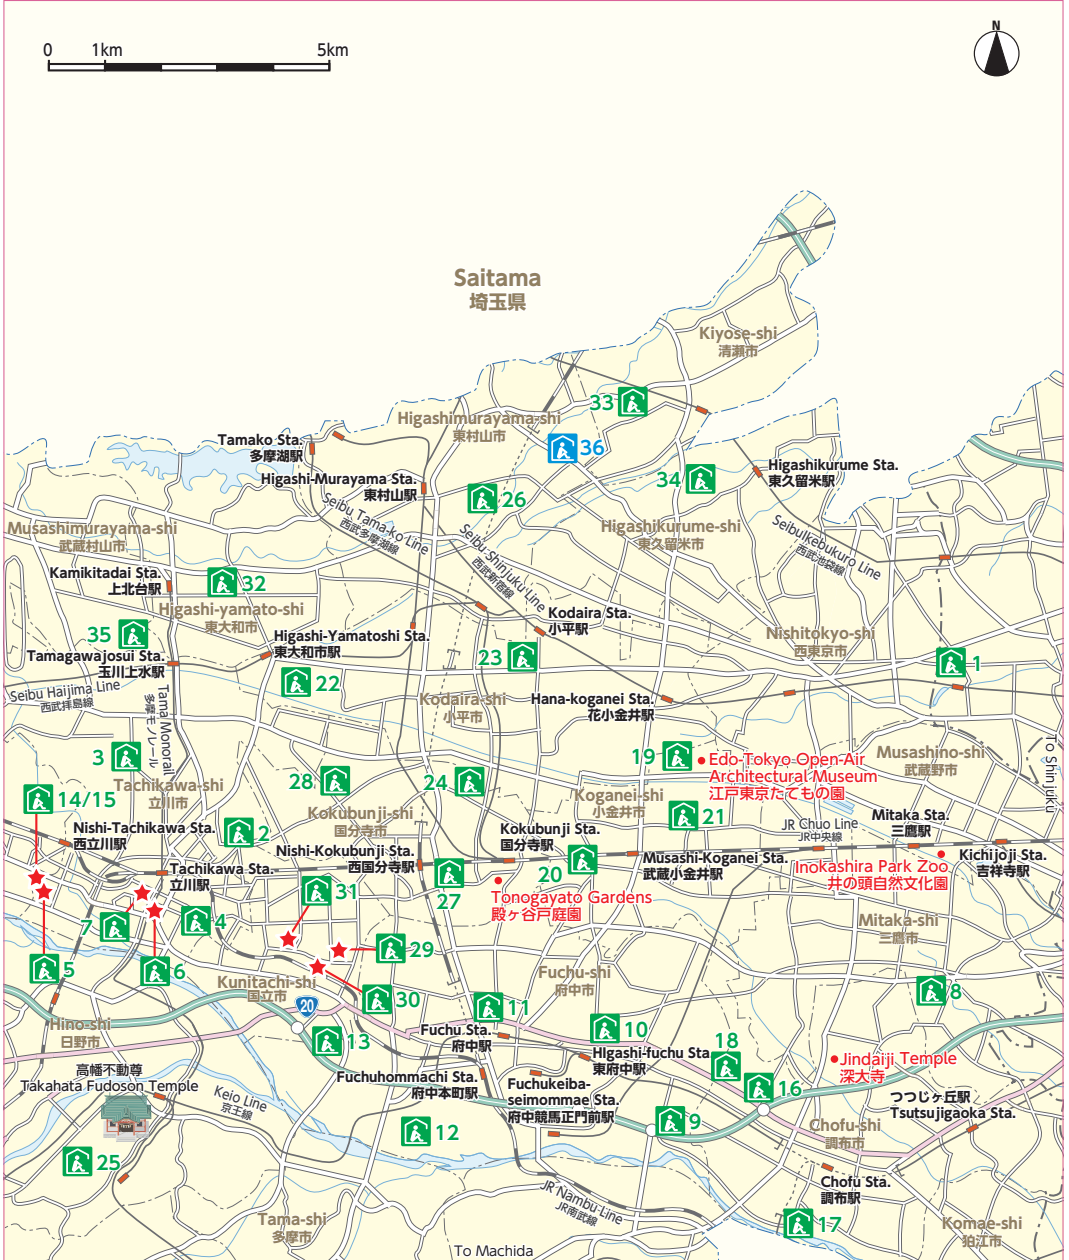 0 1km 5km
N
Saitama
埼玉県
Kiyose-shi
清瀬市
33
Higashimurayama-shi
東村山市
36
Tamako Sta.
多摩湖駅
Higashi-Murayama Sta.
東村山駅
34
Higashikurume Sta.
東久留米駅
26
Seibu Tama-ko Line
西武多摩湖線
Seibu Shinjuku Line
西武新宿線
Higashikurume-shi
東久留米市
SeibuIkebukuro Line
西武池袋線
Musashimurayama-shi
武蔵村山市
Kamikitadai Sta.
上北台駅
32
Higashi-yamato-shi
東大和市
Kodaira Sta.
小平駅
35
Higashi-Yamatoshi Sta.
東大和市駅
Nishitokyo-shi
西東京市
Tamagawajosui Sta.
玉川上水駅
23
1
22
Seibu Haijima Line
西武拝島線
Tama Monorail
多摩モノレール
Kodaira-shi
小平市
Hana-koganei Sta.
花小金井駅
3
19
Edo-Tokyo Open-Air
Architectural Museum
江戸東京たてもの園
Musashino-shi
武蔵野市
To Shinjuku
Tachikawa-shi
立川市
28
24
14/15
Koganei-shi
小金井市
Kokubunji-shi
国分寺市
21
Mitaka Sta.
三鷹駅
JR Chuo Line
JR中央線
Nishi-Tachikawa Sta.
西立川駅
2
Kokubunji Sta.
国分寺駅
Nishi-Kokubunji Sta.
西国分寺駅
Musashi-Koganei Sta.
武蔵小金井駅
Kichijoji Sta.
吉祥寺駅
Inokashira Park Zoo
井の頭自然文化園
Tachikawa Sta.
立川駅
20
31
27
Tonogayato Gardens
殿ヶ谷戸庭園
7
4
Mitaka-shi
三鷹市
29
5
6
Kunitachi-shi
国立市
Fuchu-shi
府中市
8
30
20
11
Hino-shi
日野市
13
Fuchu Sta.
府中駅
10
HIgashi-fuchu Sta.
東府中駅
18
Jindaiji Temple
深大寺
高幡不動尊
Takahata Fudoson Temple
Fuchuhommachi Sta.
府中本町駅
Fuchukeiba-
seimommae Sta.
府中競馬正門前駅
16
つつじヶ丘駅
Tsutsujigaoka Sta.
Keio Line
京王線
12
9
Chofu-shi
調布市
25
Chofu Sta.
調布駅
JR Nambu Line
JR南武線
Tama-shi
多摩市
17
Komae-shi
狛江市
To Machida